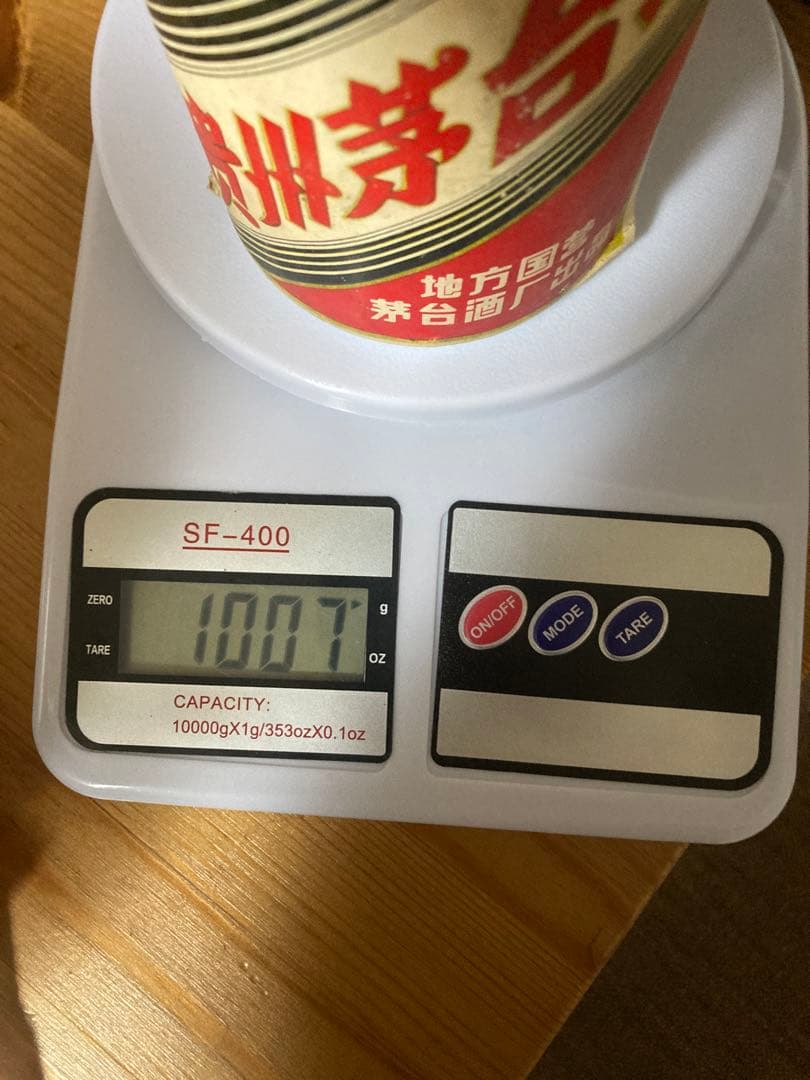 贵州茅台
地方国营
茅台酒厂出品
SF-400
ZERO
TARE
1007
g
OZ
CAPACITY:
10000gX1g/353ozX0.1oz
ON/OFF
MODE
TARE